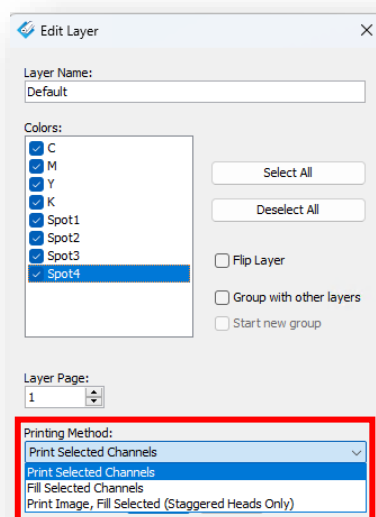 Edit Layer
Layer Name:
Default
Colors:
C
M
Y
K
Spot1
Spot2
Spot3
Spot4
Select All
Deselect All
Flip Layer
Group with other layers
Start new group
Layer Page:
1
Printing Method:
Print Selected Channels
Print Selected Channels
Fill Selected Channels
Print Image, Fill Selected (Staggered Heads Only)